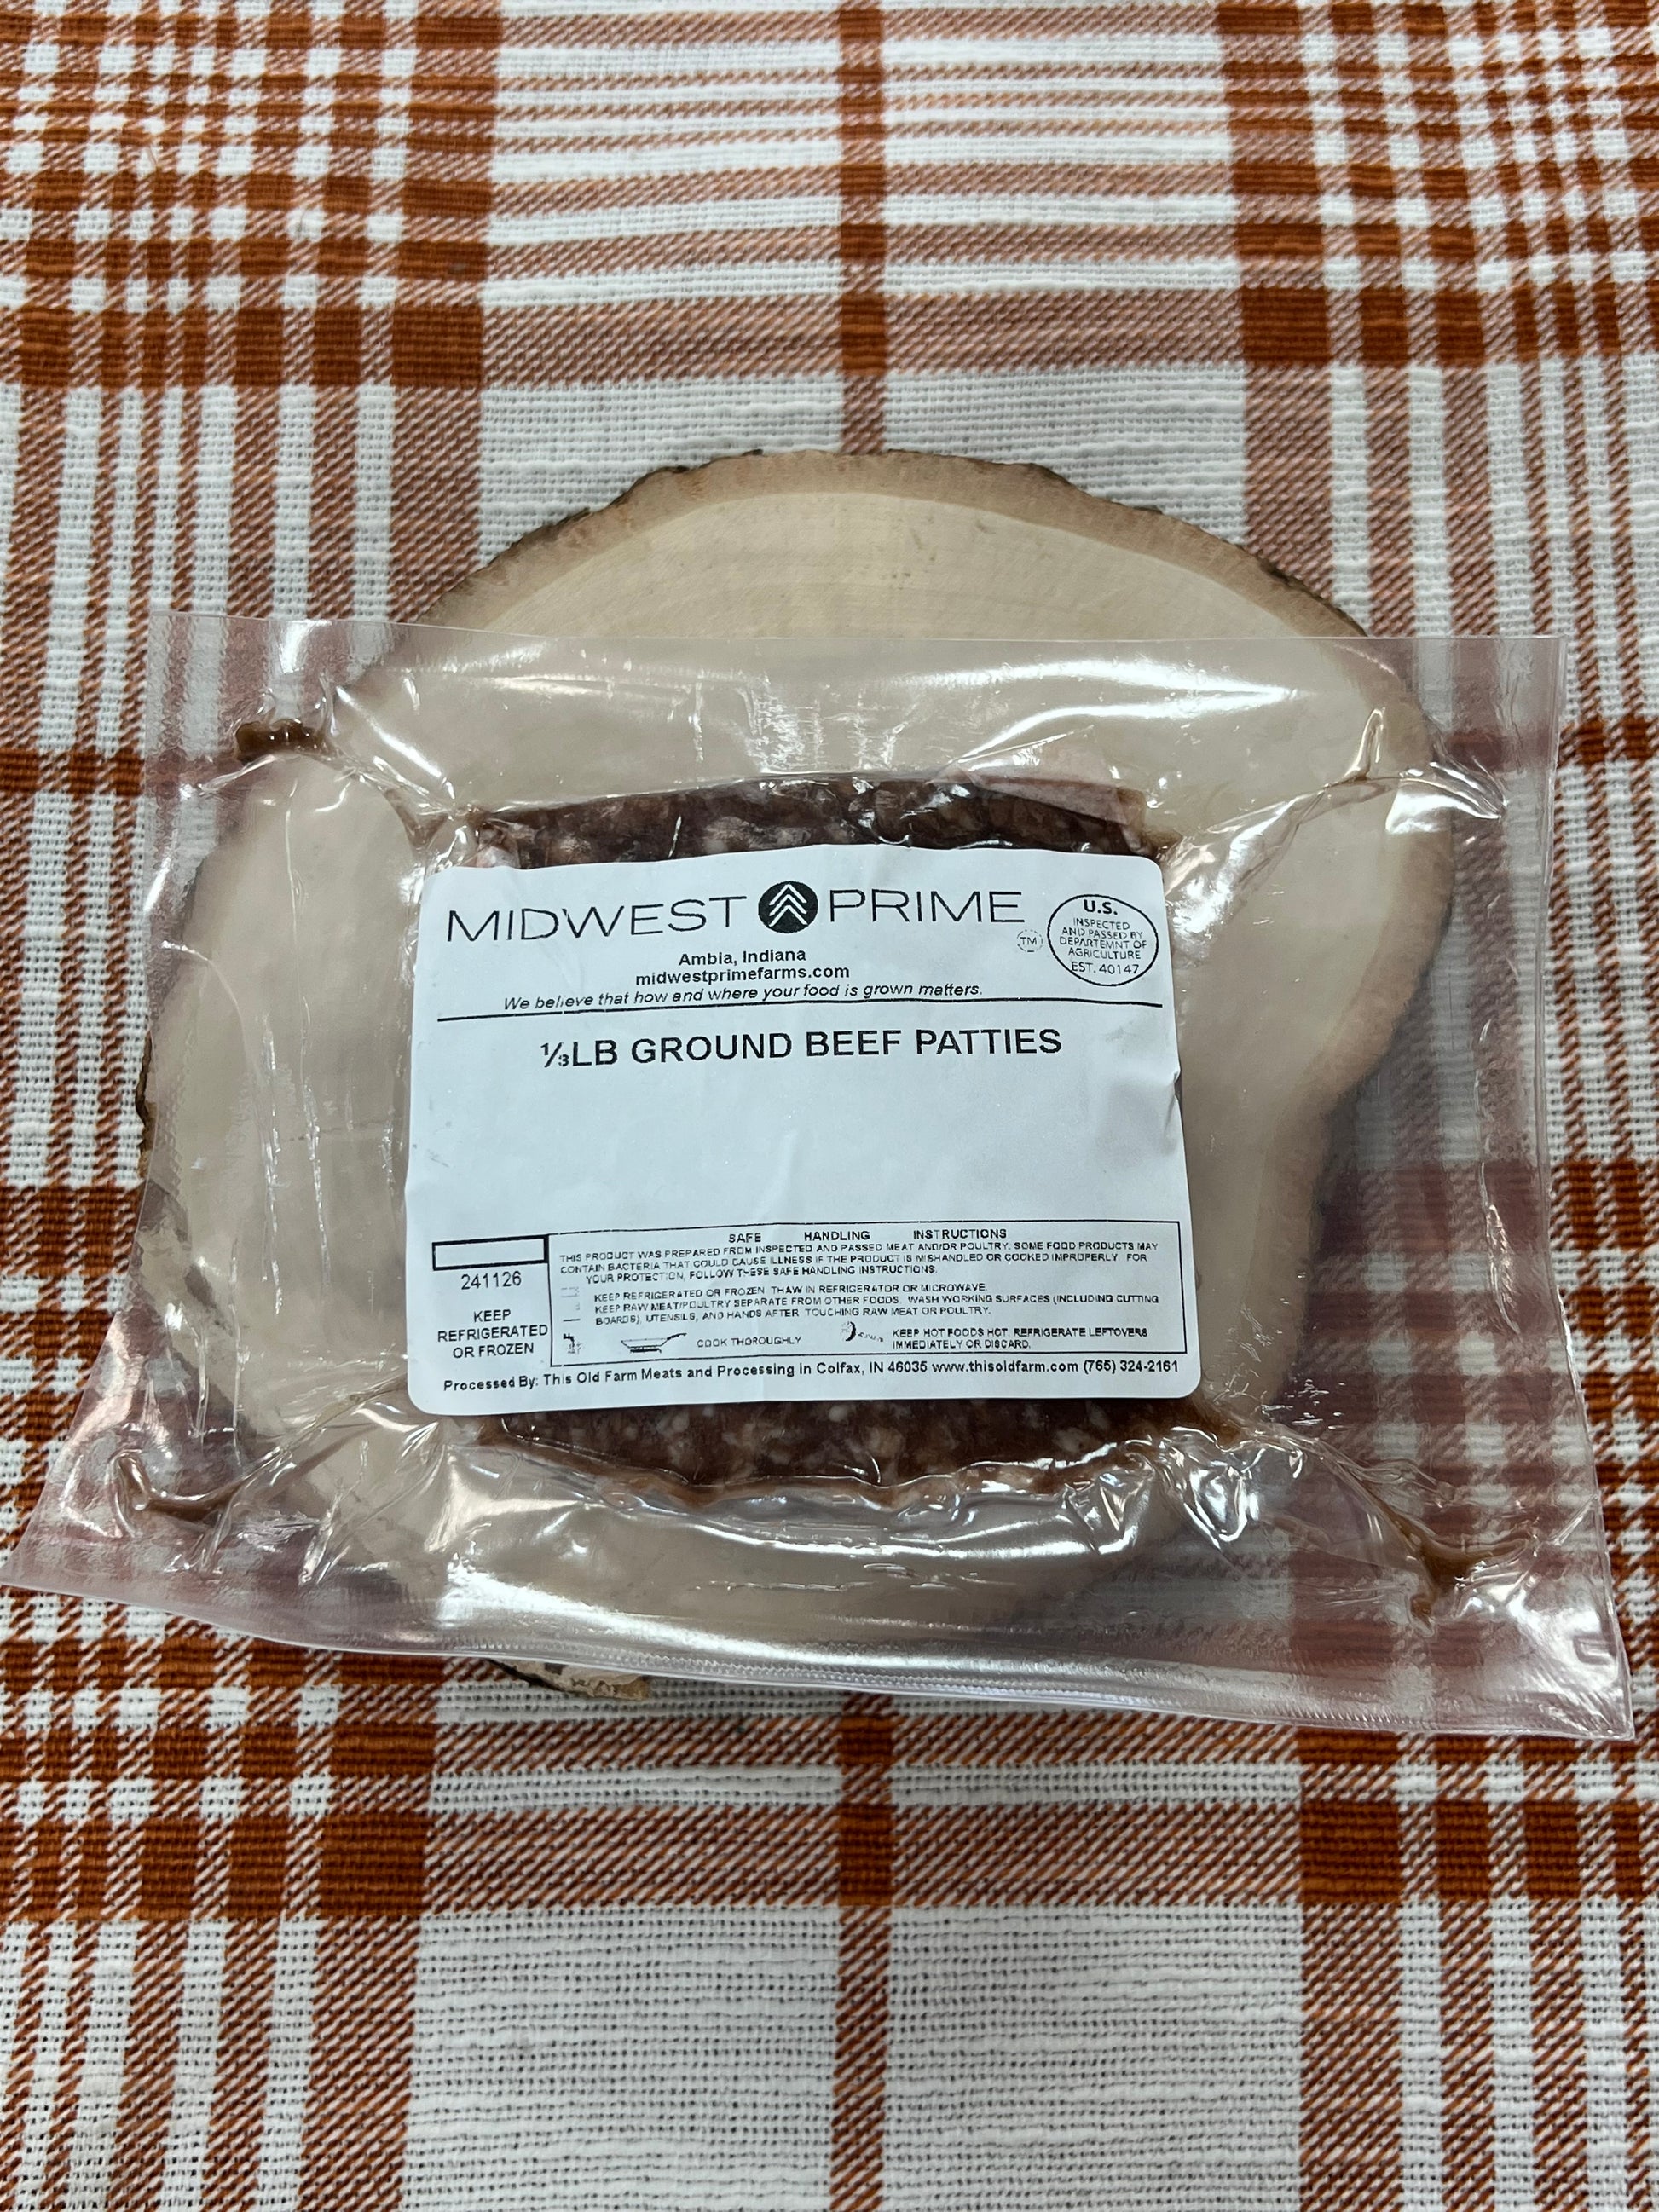 MIDWEST PRIME
TM
Ambia, Indiana
midwestprimefarms.com
We believe that how and where your food is grown matters.
U.S.
INSPECTED
AND PASSED BY
DEPARTEMNT OF
AGRICULTURE
EST. 40147
⅓LB GROUND BEEF PATTIES
241126
KEEP
REFRIGERATED
OR FROZEN
SAFE HANDLING INSTRUCTIONS
THIS PRODUCT WAS PREPARED FROM INSPECTED AND PASSED MEAT AND/OR POULTRY. SOME FOOD PRODUCTS MAY
CONTAIN BACTERIA THAT COULD CAUSE ILLNESS IF THE PRODUCT IS MISHANDLED OR COOKED IMPROPERLY. FOR
YOUR PROTECTION, FOLLOW THESE SAFE HANDLING INSTRUCTIONS.
KEEP REFRIGERATED OR FROZEN. THAW IN REFRIGERATOR OR MICROWAVE.
KEEP RAW MEAT/POULTRY SEPARATE FROM OTHER FOODS. WASH WORKING SURFACES (INCLUDING CUTTING
BOARDS), UTENSILS, AND HANDS AFTER TOUCHING RAW MEAT OR POULTRY.
COOK THOROUGHLY
KEEP HOT FOODS HOT. REFRIGERATE LEFTOVERS
IMMEDIATELY OR DISCARD.
Processed By: This Old Farm Meats and Processing in Colfax, IN 46035 www.thisoldfarm.com (765) 324-2161